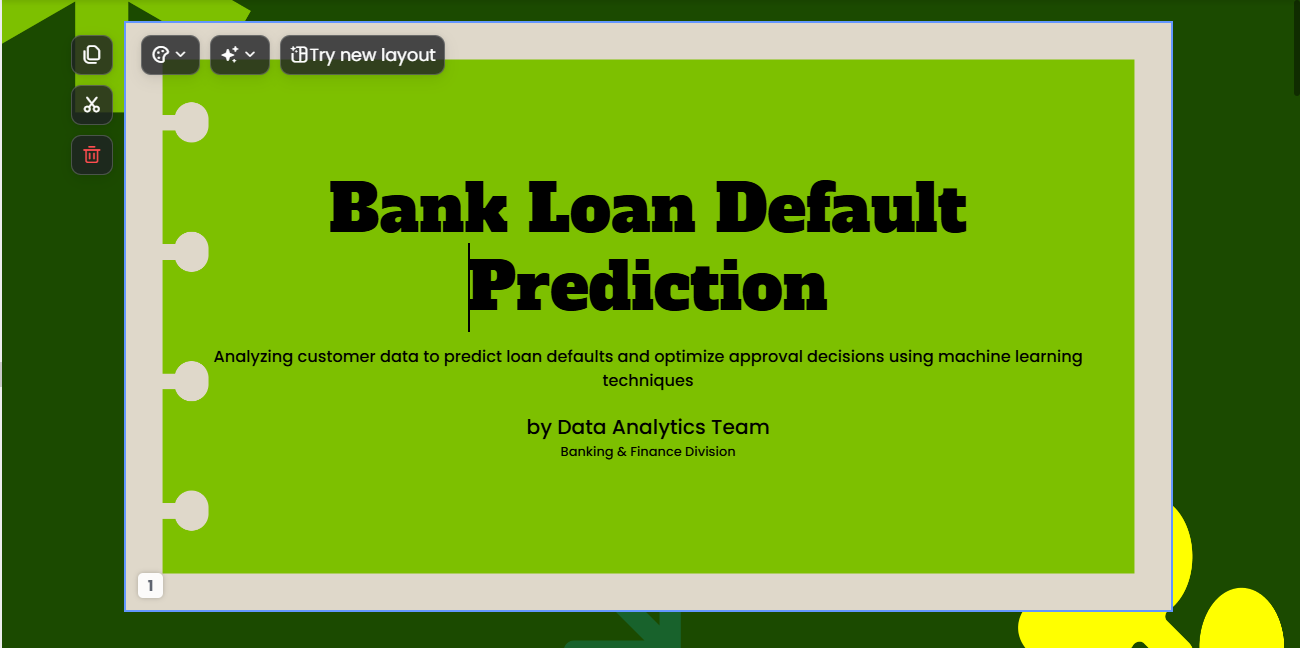 Try new layout
Bank Loan Default
Prediction
Analyzing customer data to predict loan defaults and optimize approval decisions using machine learning
techniques
by Data Analytics Team
Banking & Finance Division
1